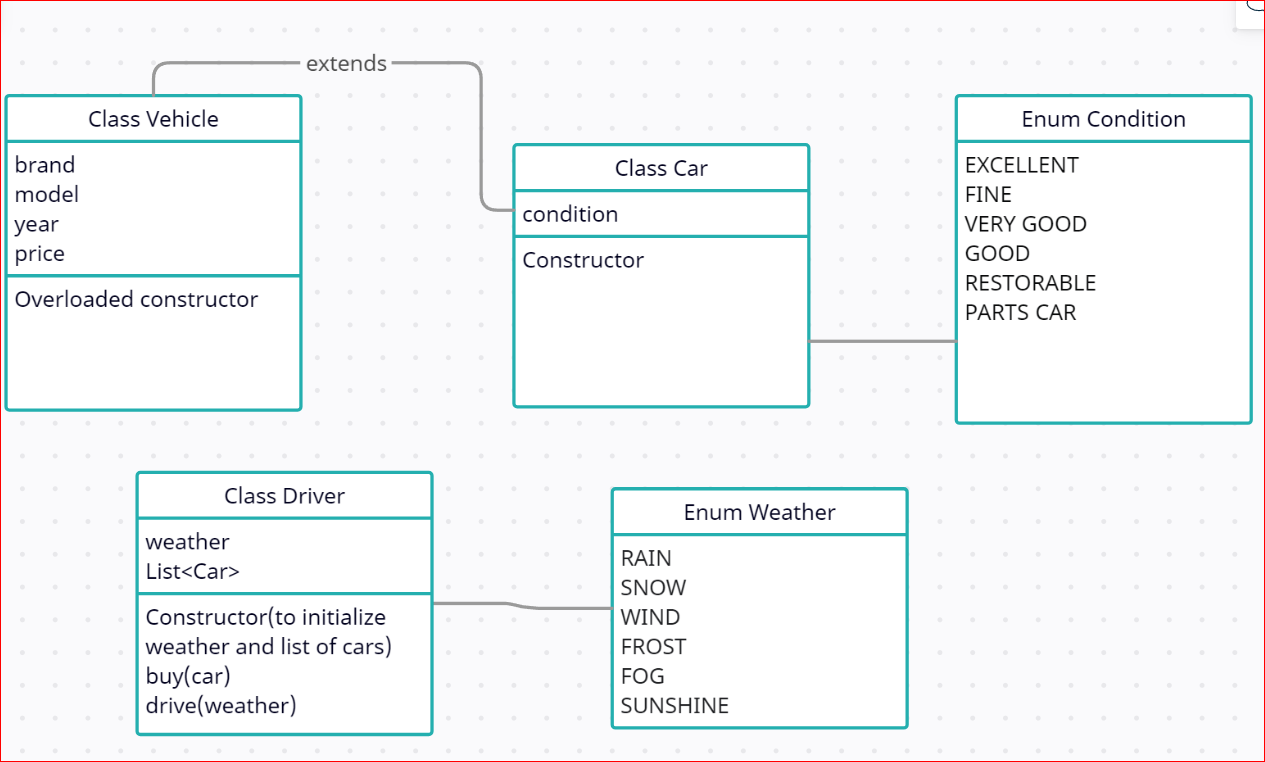 extends
Class Vehicle
brand
model
year
price
Overloaded constructor
Class Car
condition
Constructor
Enum Condition
EXCELLENT
FINE
VERY GOOD
GOOD
RESTORABLE
PARTS CAR
Class Driver
weather
List<Car>
Constructor(to initialize
weather and list of cars)
buy(car)
drive(weather)
Enum Weather
RAIN
SNOW
WIND
FROST
FOG
SUNSHINE